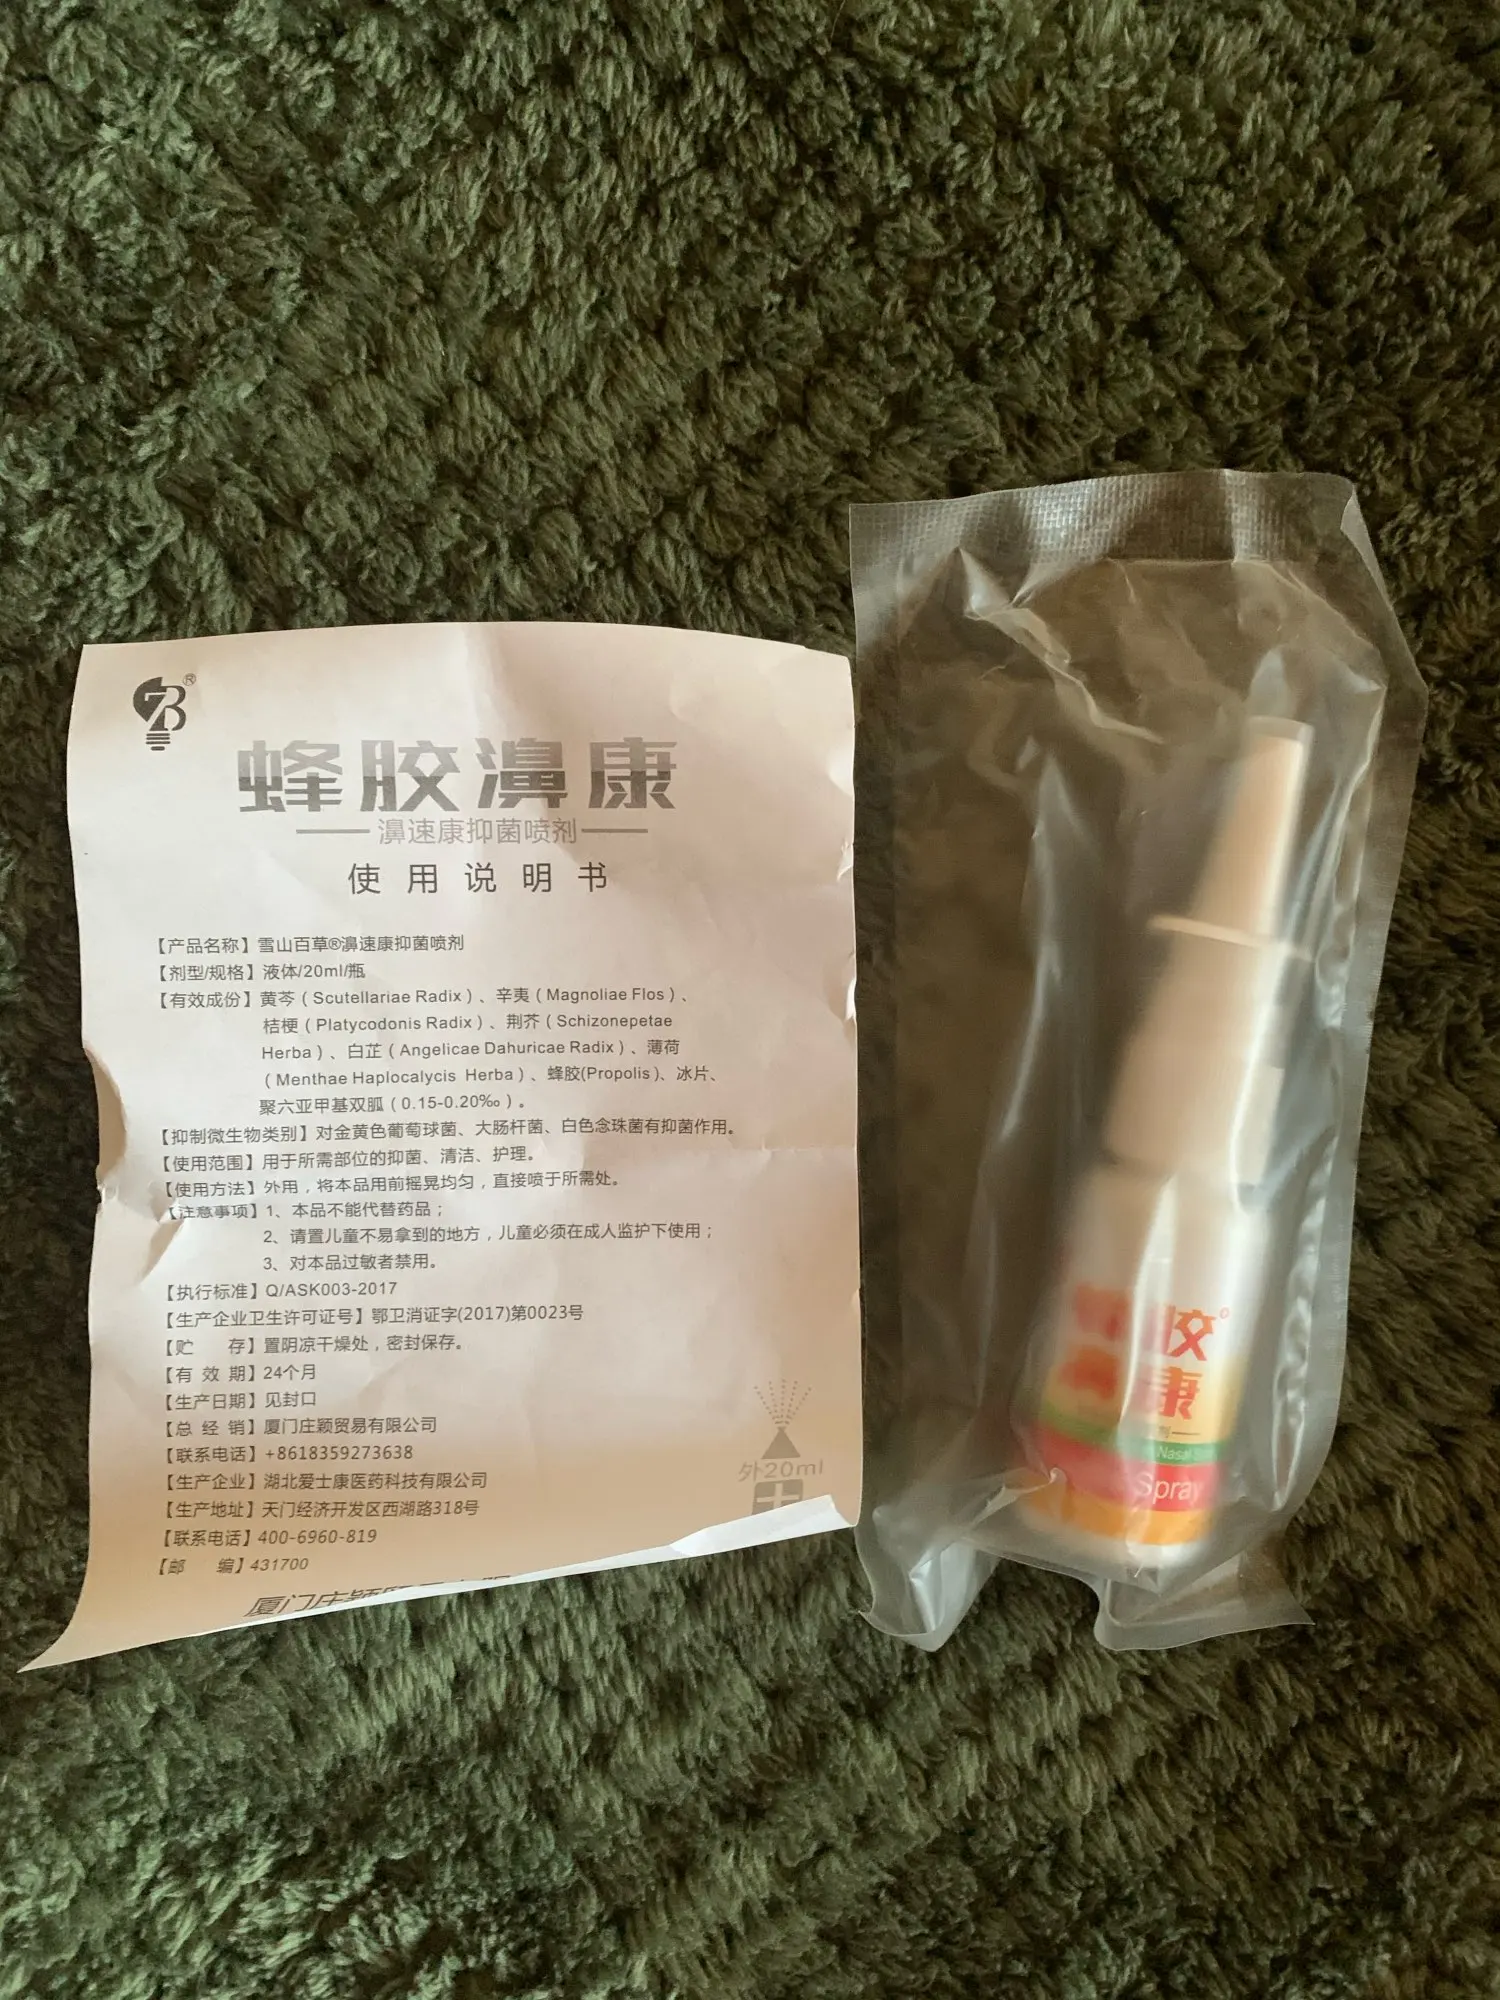 ZB®
蜂胶濞康
濞速康抑菌喷剂
使用说明书
【产品名称】雪山百草®濞速康抑菌喷剂
【剂型/规格】液体/20ml/瓶
【有效成份】黄芩（Scutellariae Radix）、辛夷（Magnoliae Flos）、
桔梗（Platycodonis Radix）、荆芥（Schizonepetae
Herba）、白芷（Angelicae Dahuricae Radix）、薄荷
（Menthae Haplocalycis Herba）、蜂胶(Propolis)、冰片、
聚六亚甲基双胍（0.15-0.20‰）。
【抑制微生物类别】对金黄色葡萄球菌、大肠杆菌、白色念珠菌有抑菌作用。
【使用范围】用于所需部位的抑菌、清洁、护理。
【使用方法】外用，将本品用前摇晃均匀，直接喷于所需处。
【注意事项】1、本品不能代替药品；
2、请置儿童不易拿到的地方，儿童必须在成人监护下使用；
3、对本品过敏者禁用。
【执行标准】Q/ASK003-2017
【生产企业卫生许可证号】鄂卫消证字(2017)第0023号
【贮 存】置阴凉干燥处，密封保存。
【有 效 期】24个月
【生产日期】见封口
【总 经 销】厦门庄颖贸易有限公司
【联系电话】+8618359273638
【生产企业】湖北爱士康医药科技有限公司
【生产地址】天门经济开发区西湖路318号
【联系电话】400-6960-819
【邮 编】431700
厦门庄颖
外20ml
胶
康
剂
Nasal
Spray